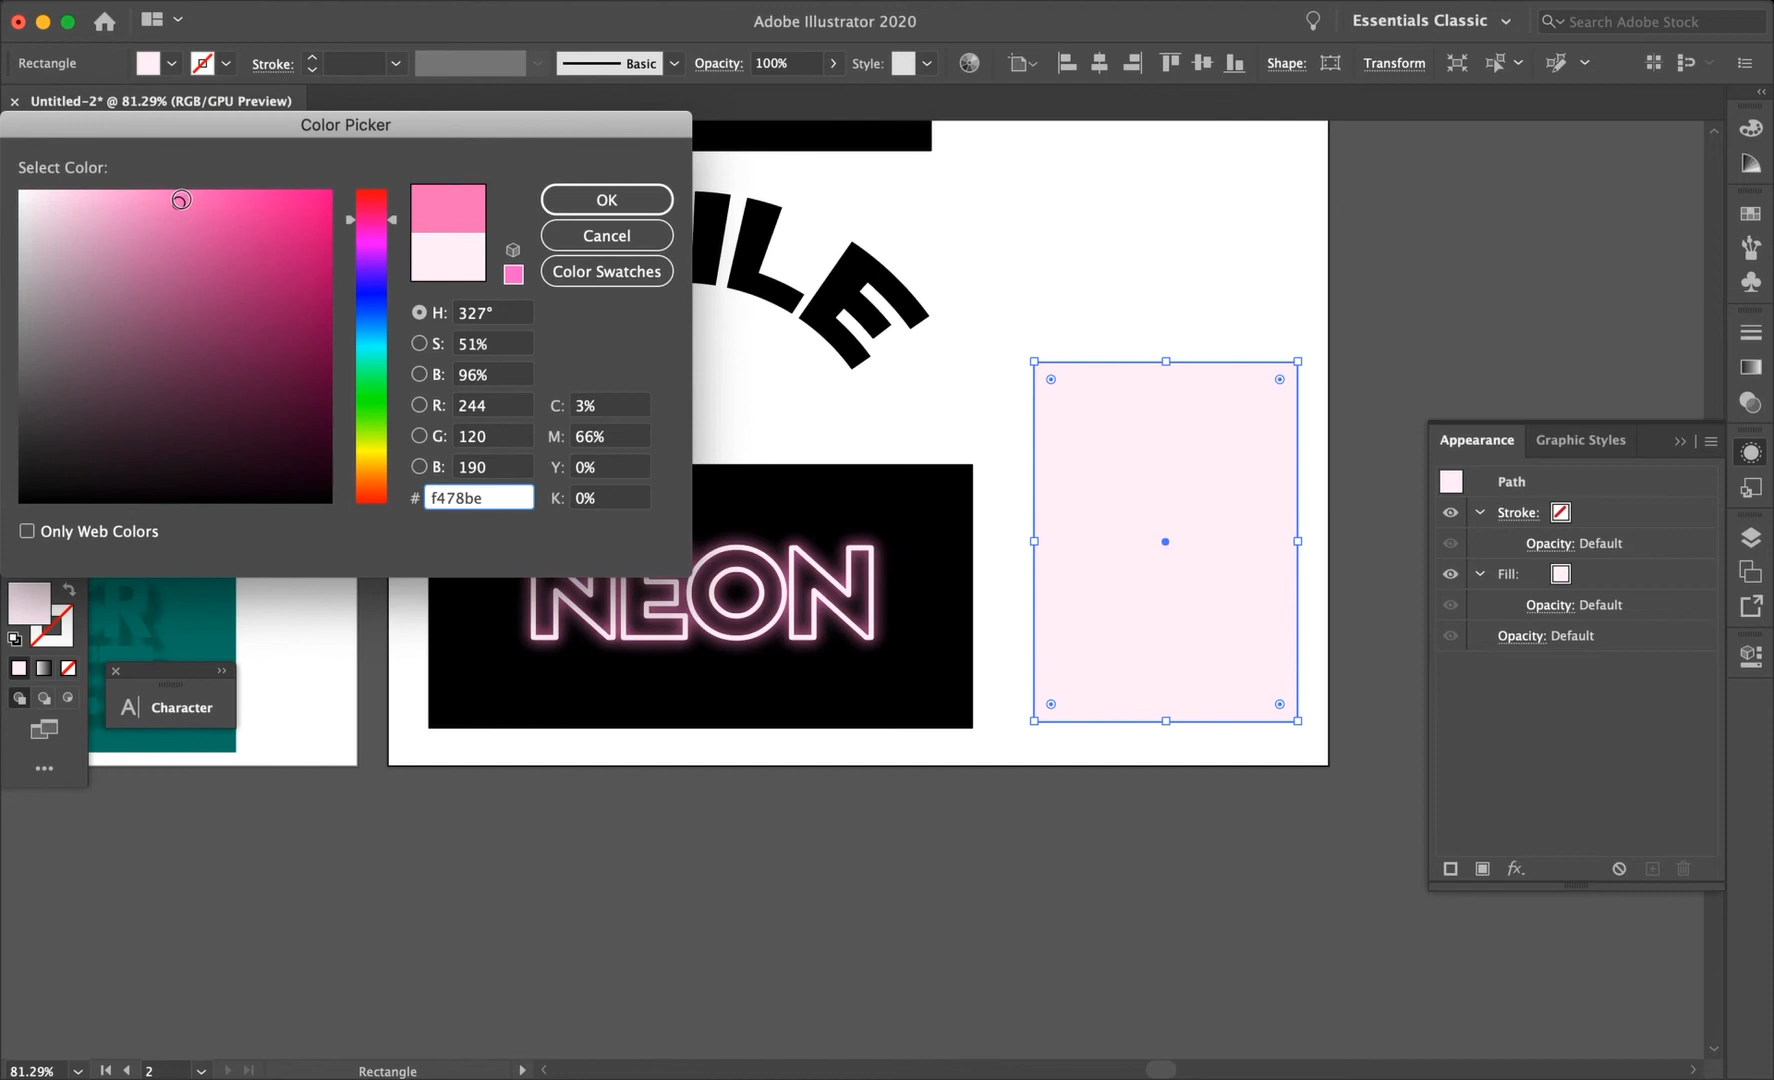 Adobe Illustrator 2020
Essentials Classic
Search Adobe Stock
Rectangle
Stroke:
Basic
Opacity: 100%
Style:
Shape:
Transform
× Untitled-2* @ 81.29% (RGB/GPU Preview)
Color Picker
Select Color:
OK
Cancel
Color Swatches
H: 327°
S: 51%
B: 96%
R: 244 C: 3%
G: 120 M: 66%
B: 190 Y: 0%
# f478be K: 0%
Only Web Colors
LE
NEON
ER
A| Character
Appearance Graphic Styles
Path
Stroke:
Opacity: Default
Fill:
Opacity: Default
Opacity: Default
fx.
81.29% 2 Rectangle